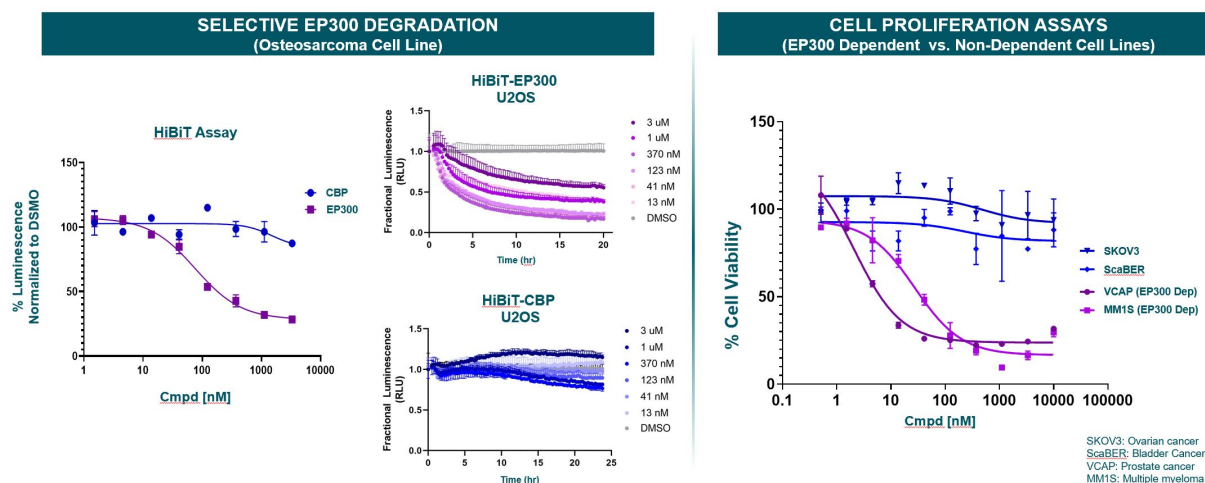 SELECTIVE EP300 DEGRADATION
(Osteosarcoma Cell Line)
HiBiT Assay
% Luminescence
Normalized to DSMO
150
100
50
0
1
10
100
1000
10000
Cmpd [nM]
CBP
EP300
HiBiT-EP300
U2OS
Fractional Luminescence
(RLU)
1.5
1.0
0.5
0.0
0
5
10
15
20
Time (hr)
3 uM
1 uM
370 nM
123 nM
41 nM
13 nM
DMSO
HiBiT-CBP
U2OS
Fractional Luminescence
(RLU)
1.5
1.0
0.5
0.0
0
5
10
15
20
25
Time (hr)
3 uM
1 uM
370 nM
123 nM
41 nM
13 nM
DMSO
CELL PROLIFERATION ASSAYS
(EP300 Dependent vs. Non-Dependent Cell Lines)
% Cell Viability
150
100
50
0
0.1
1
10
100
1000
10000
100000
Cmpd [nM]
SKOV3
ScaBER
VCAP (EP300 Dep)
MM1S (EP300 Dep)
SKOV3: Ovarian cancer
ScaBER: Bladder Cancer
VCAP: Prostate cancer
MM1S: Multiple myeloma